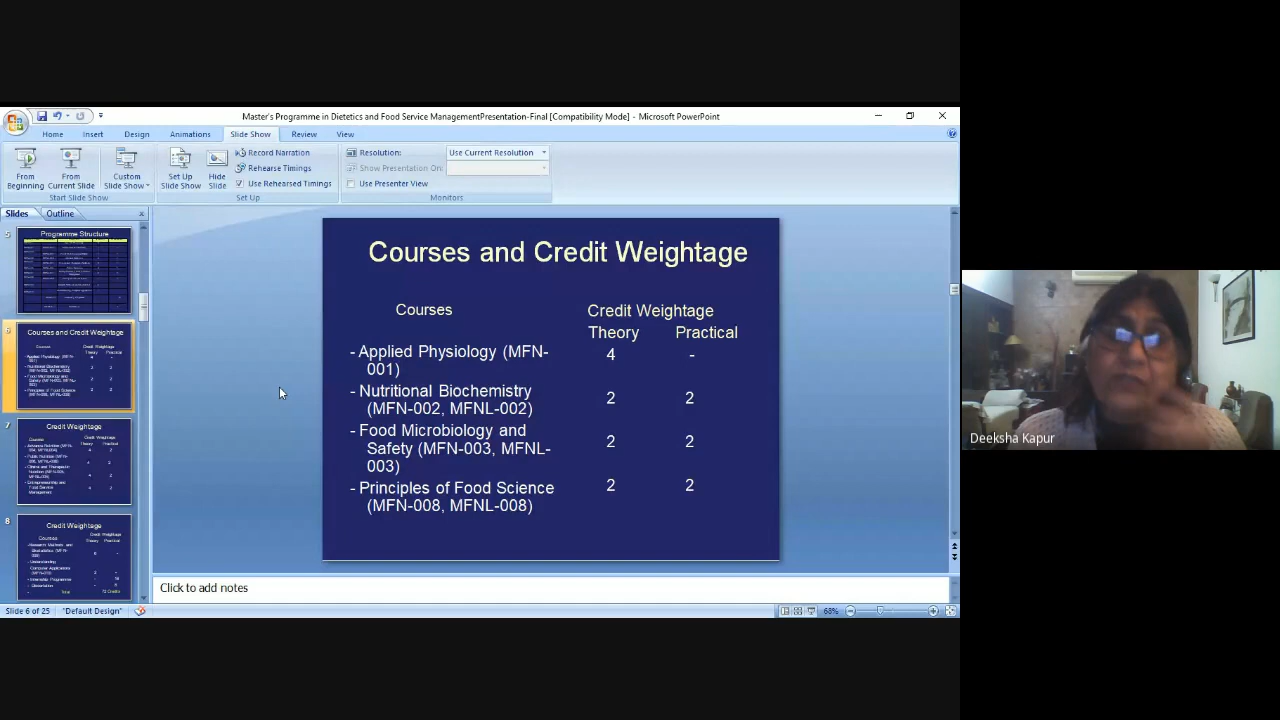 Master's Programme in Dietetics and Food Service ManagementPresentation-Final [Compatibility Mode] - Microsoft PowerPoint
Home Insert Design Animations Slide Show Review View
From Beginning
From Current Slide
Custom Slide Show
Set Up Slide Show
Hide Slide
Record Narration
Rehearse Timings
Use Rehearsed Timings
Resolution: Use Current Resolution
Show Presentation On:
Use Presenter View
Start Slide Show Set Up Monitors
Slides Outline
5
Programme Structure
6
Courses and Credit Weightage
7
Credit Weightage
8
Credit Weightage
Courses and Credit Weightage
Courses Credit Weightage
Theory Practical
- Applied Physiology (MFN- 4 -
001)
- Nutritional Biochemistry 2 2
(MFN-002, MFNL-002)
- Food Microbiology and 2 2
Safety (MFN-003, MFNL-
003)
- Principles of Food Science 2 2
(MFN-008, MFNL-008)
Click to add notes
Slide 6 of 25 "Default Design" 68%
Deeksha Kapur